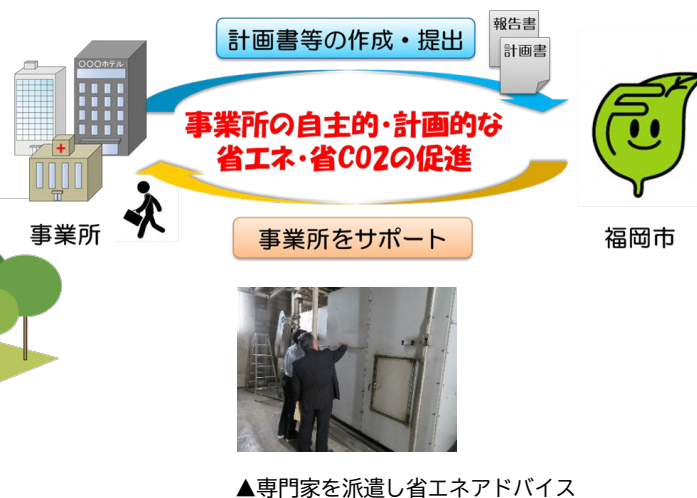 計画書等の作成・提出
報告書
計画書
〇〇〇ホテル
事業所の自主的・計画的な
省エネ・省CO2の促進
事業所
事業所をサポート
福岡市
▲専門家を派遣し省エネアドバイス